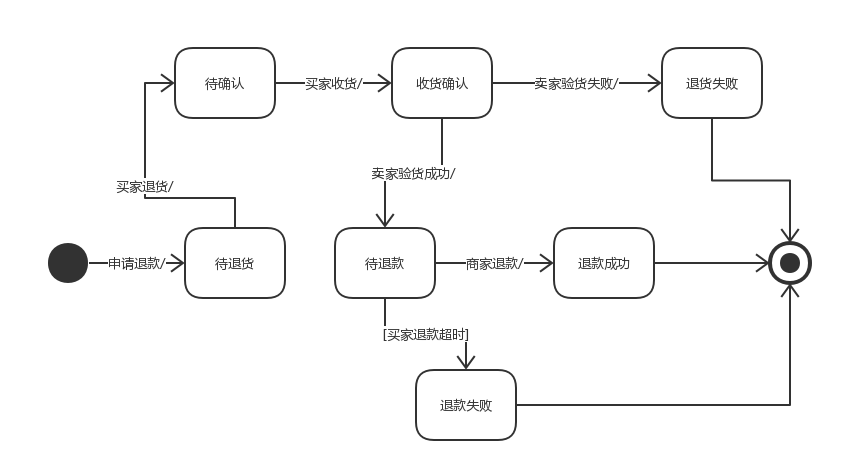 待确认
买家收货/
收货确认
卖家验货失败/
退货失败
卖家验货成功/
买家退货/
申请退款/
待退货
待退款
商家退款/
退款成功
[买家退款超时]
退款失败